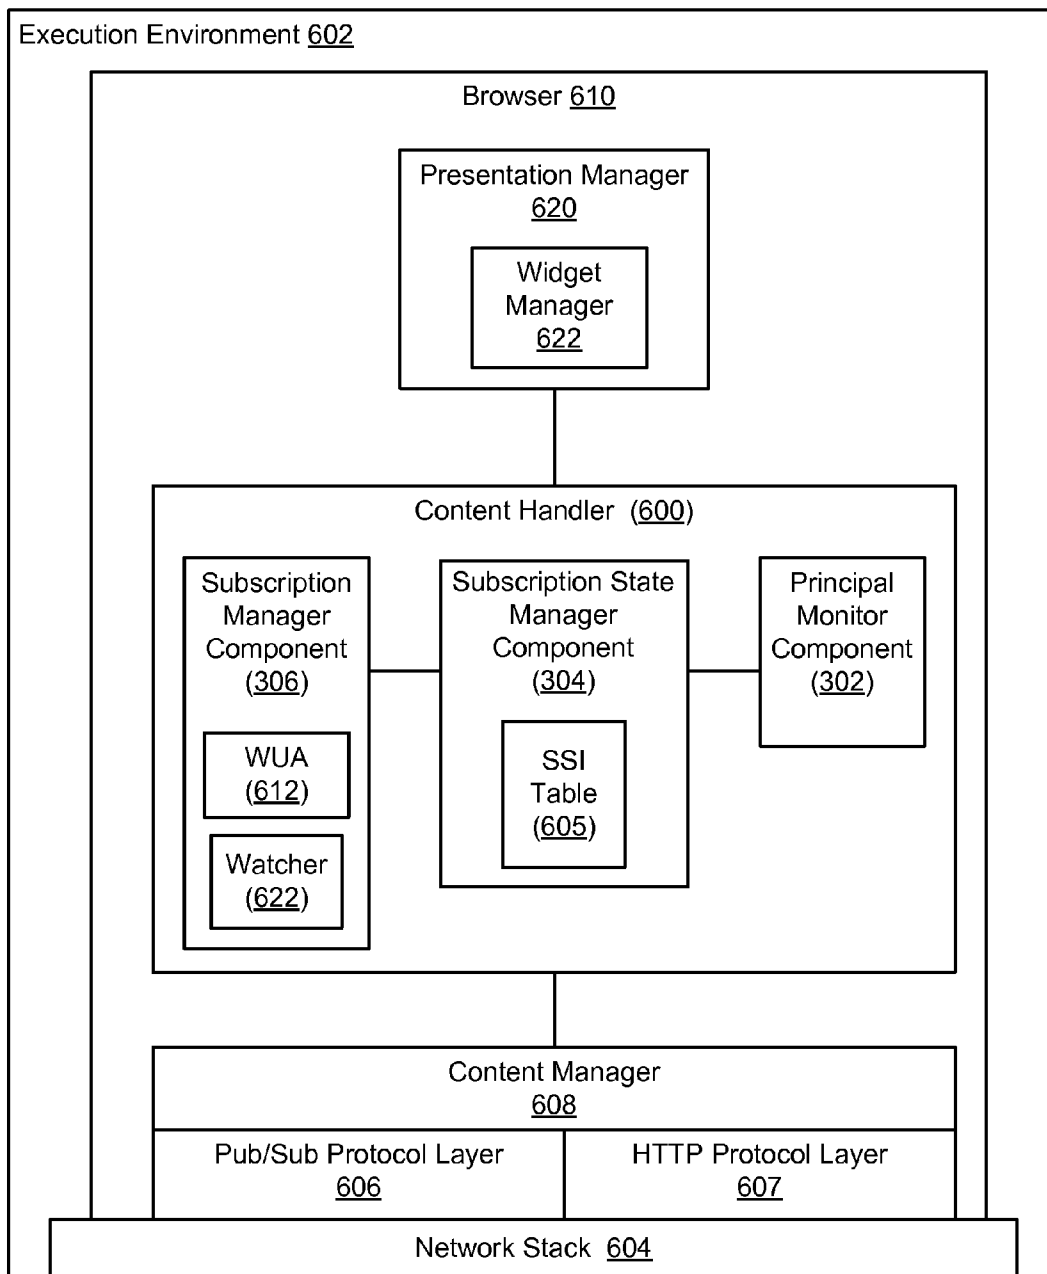 Execution Environment 602
Browser 610
Presentation Manager
620
Widget
Manager
622
Content Handler (600)
Subscription
Manager
Component
(306)
WUA
(612)
Watcher
(622)
Subscription State
Manager
Component
(304)
SSI
Table
(605)
Principal
Monitor
Component
(302)
Content Manager
608
Pub/Sub Protocol Layer
606
HTTP Protocol Layer
607
Network Stack 604